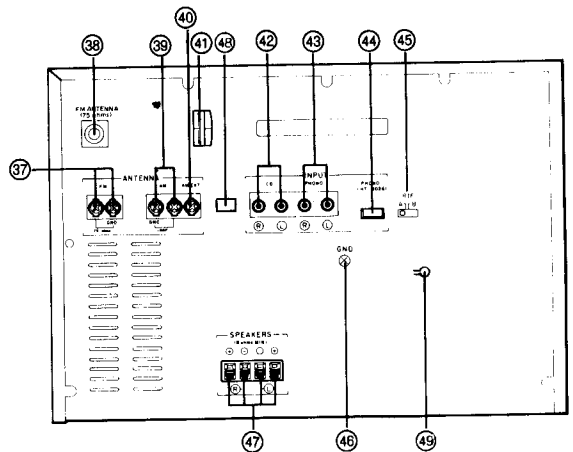 38 39 40 41 48 42 43 44 45
FM ANTENNA
(75 ohms)
37
ANTENNA
FM
AM
GND
GND
INPUT
CD
PHONO
PHONO
R L R L
GND
SPEAKERS
R L
47 46 49